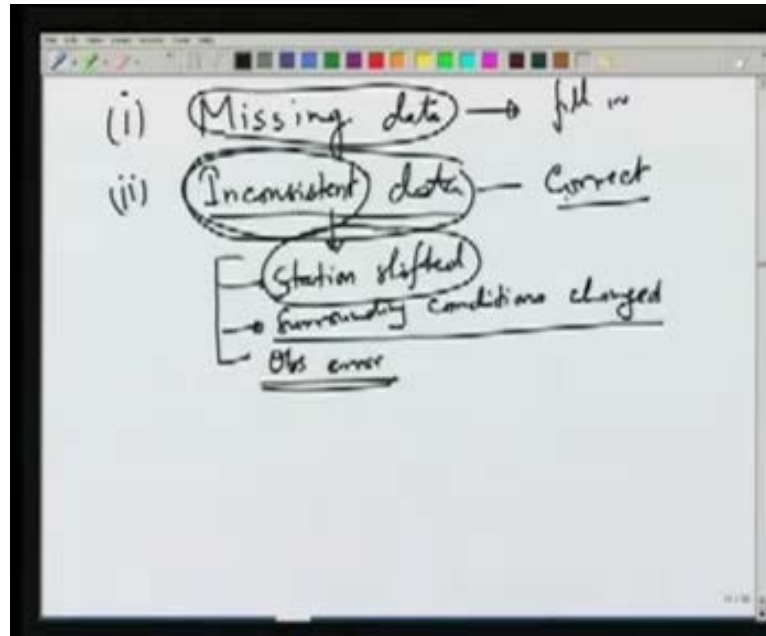 (i) Missing data → fill in
(ii) Inconsistent data — Correct
Station shifted
Surrounding conditions changed
Obs error